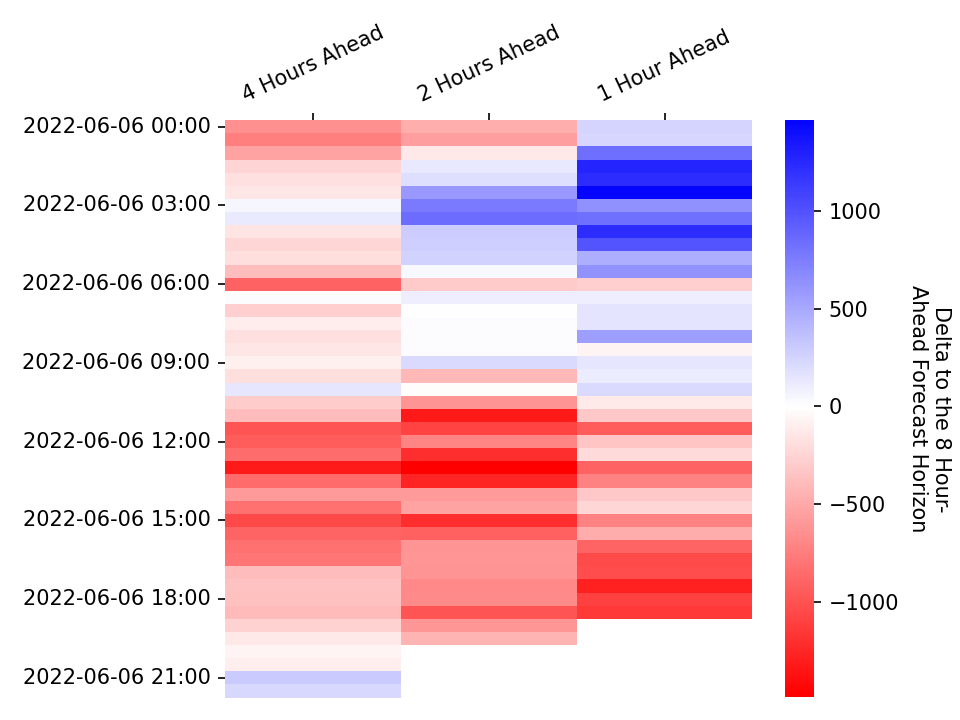 4 Hours Ahead
2 Hours Ahead
1 Hour Ahead
2022-06-06 00:00
2022-06-06 03:00
2022-06-06 06:00
2022-06-06 09:00
2022-06-06 12:00
2022-06-06 15:00
2022-06-06 18:00
2022-06-06 21:00
1000
500
0
−500
−1000
Delta to the 8 Hour-
Ahead Forecast Horizon